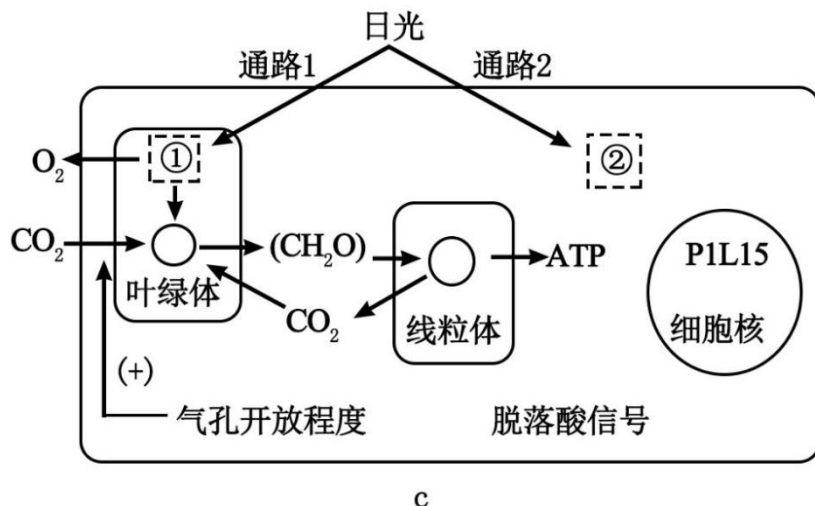 日光
通路1 通路2
① ②
O₂
CO₂ (CH₂O) ATP P1L15
叶绿体 CO₂ 线粒体 细胞核
(+)
气孔开放程度 脱落酸信号
c